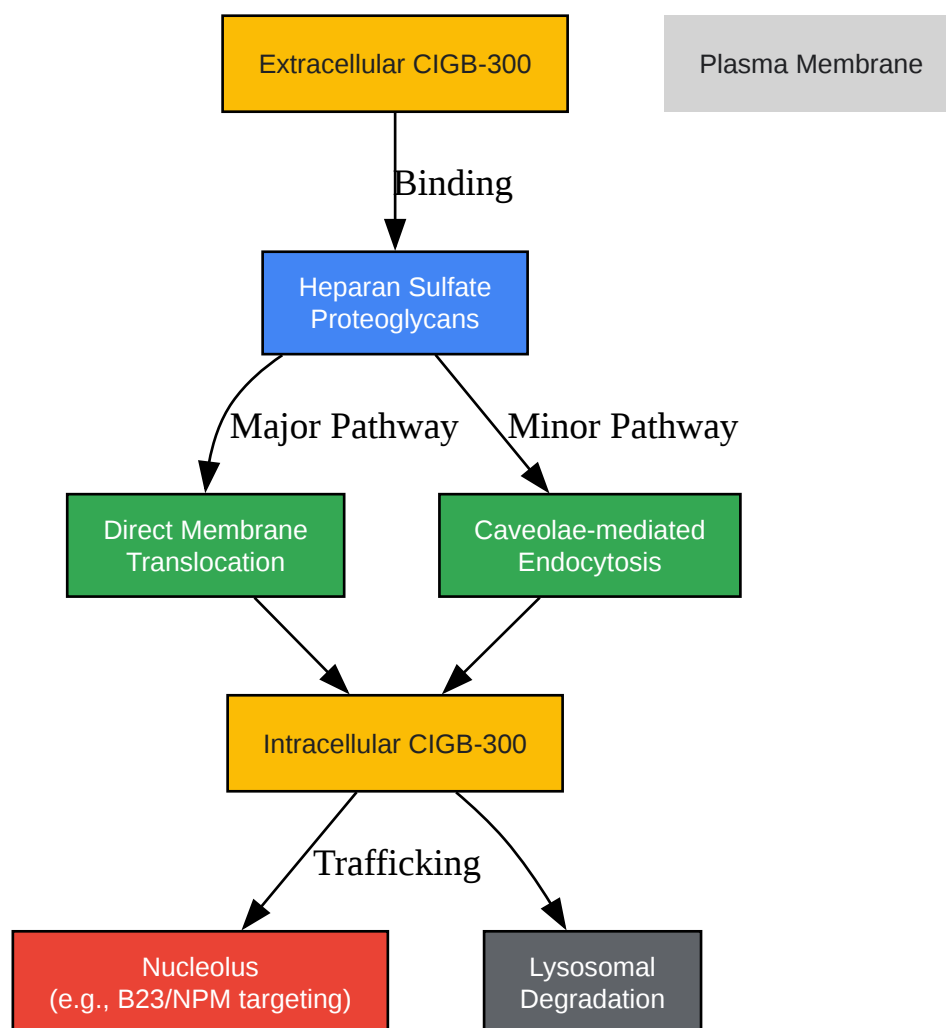 Extracellular CIGB-300
Plasma Membrane
Binding
Heparan Sulfate
Proteoglycans
Major Pathway
Minor Pathway
Direct Membrane
Translocation
Caveolae-mediated
Endocytosis
Intracellular CIGB-300
Trafficking
Nucleolus
(e.g., B23/NPM targeting)
Lysosomal
Degradation